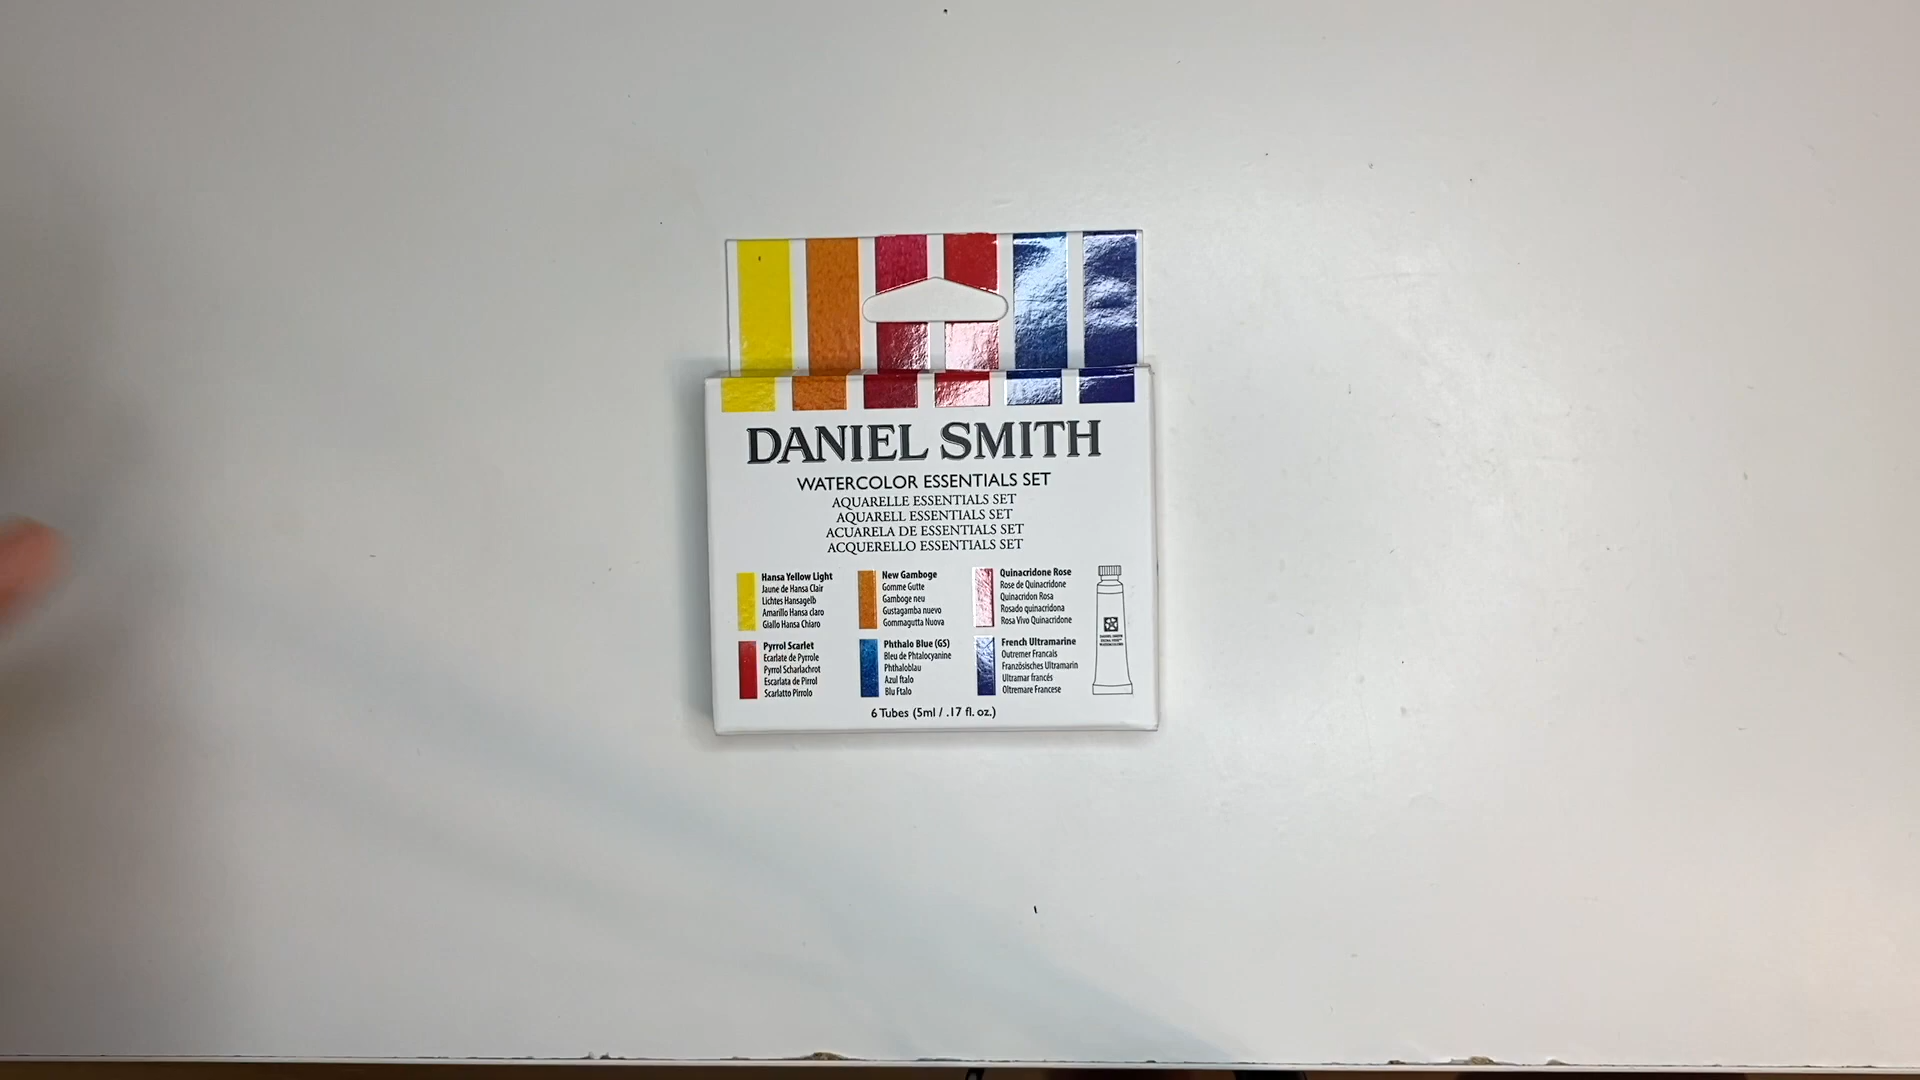 DANIEL SMITH
WATERCOLOR ESSENTIALS SET
AQUARELLE ESSENTIALS SET
AQUARELL ESSENTIALS SET
ACUARELA DE ESSENTIALS SET
ACQUERELLO ESSENTIALS SET
Hansa Yellow Light
Jaune de Hansa Clair
Lichtes Hansagelb
Amarillo Hansa claro
Giallo Hansa Chiaro
New Gamboge
Gomme Gutte
Gamboge neu
Gustagamba nuevo
Gommagutta Nuova
Quinacridone Rose
Rose de Quinacridone
Quinacridon Rosa
Rosado quinacridona
Rosa Vivo Quinacridone
Pyrrol Scarlet
Ecarlate de Pyrrole
Pyrrol Scharlachrot
Escarlata de Pirrol
Scarlatto Pirrolo
Phthalo Blue (GS)
Bleu de Phtalocyanine
Phthaloblau
Azul ftalo
Blu Ftalo
French Ultramarine
Outremer Francais
Französisches Ultramarin
Ultramar francés
Oltremare Francese
DANIEL SMITH
WATERCOLORS
6 Tubes (5ml / .17 fl. oz.)